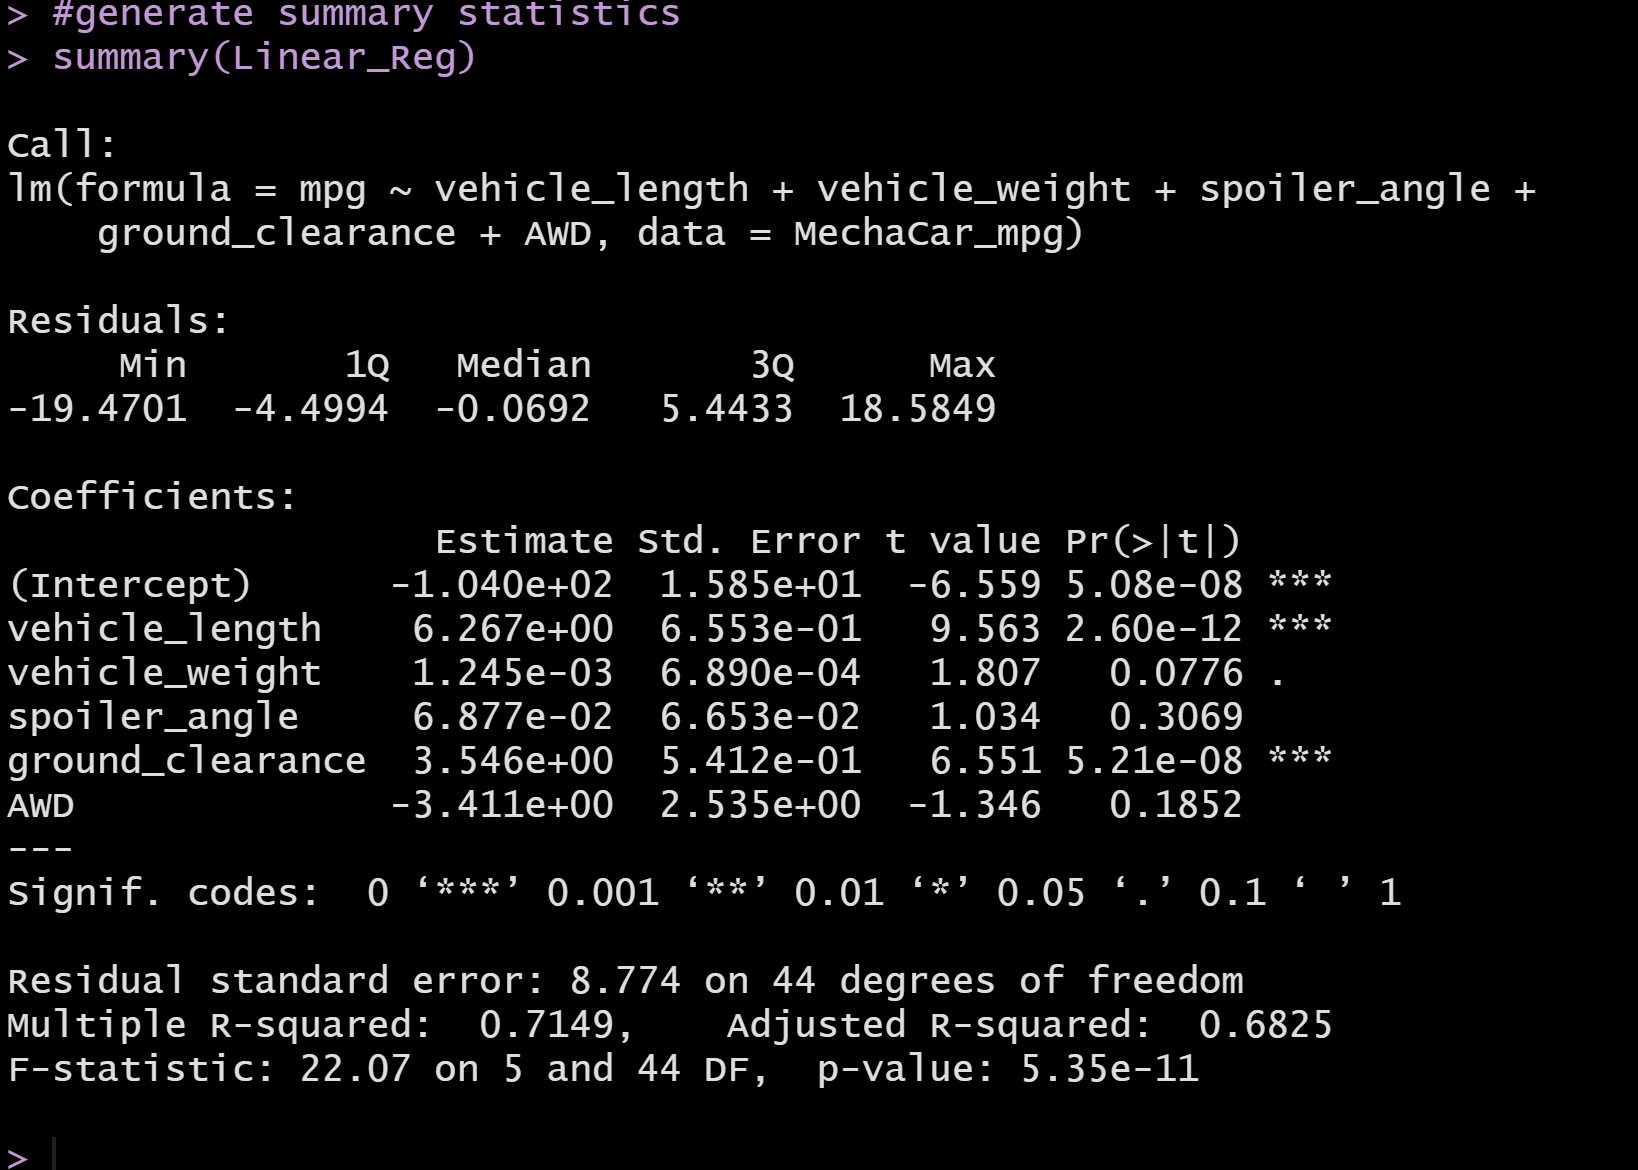 > #generate summary statistics
> summary(Linear_Reg)
Call:
lm(formula = mpg ~ vehicle_length + vehicle_weight + spoiler_angle +
    ground_clearance + AWD, data = MechaCar_mpg)
Residuals:
     Min       1Q   Median       3Q      Max
-19.4701  -4.4994  -0.0692   5.4433  18.5849
Coefficients:
                   Estimate Std. Error t value Pr(>|t|)
(Intercept)      -1.040e+02  1.585e+01  -6.559 5.08e-08 ***
vehicle_length    6.267e+00  6.553e-01   9.563 2.60e-12 ***
vehicle_weight    1.245e-03  6.890e-04   1.807   0.0776 .
spoiler_angle     6.877e-02  6.653e-02   1.034   0.3069
ground_clearance  3.546e+00  5.412e-01   6.551 5.21e-08 ***
AWD              -3.411e+00  2.535e+00  -1.346   0.1852
---
Signif. codes:  0 ‘***’ 0.001 ‘**’ 0.01 ‘*’ 0.05 ‘.’ 0.1 ‘ ’ 1
Residual standard error: 8.774 on 44 degrees of freedom
Multiple R-squared:  0.7149,    Adjusted R-squared:  0.6825
F-statistic: 22.07 on 5 and 44 DF,  p-value: 5.35e-11
>